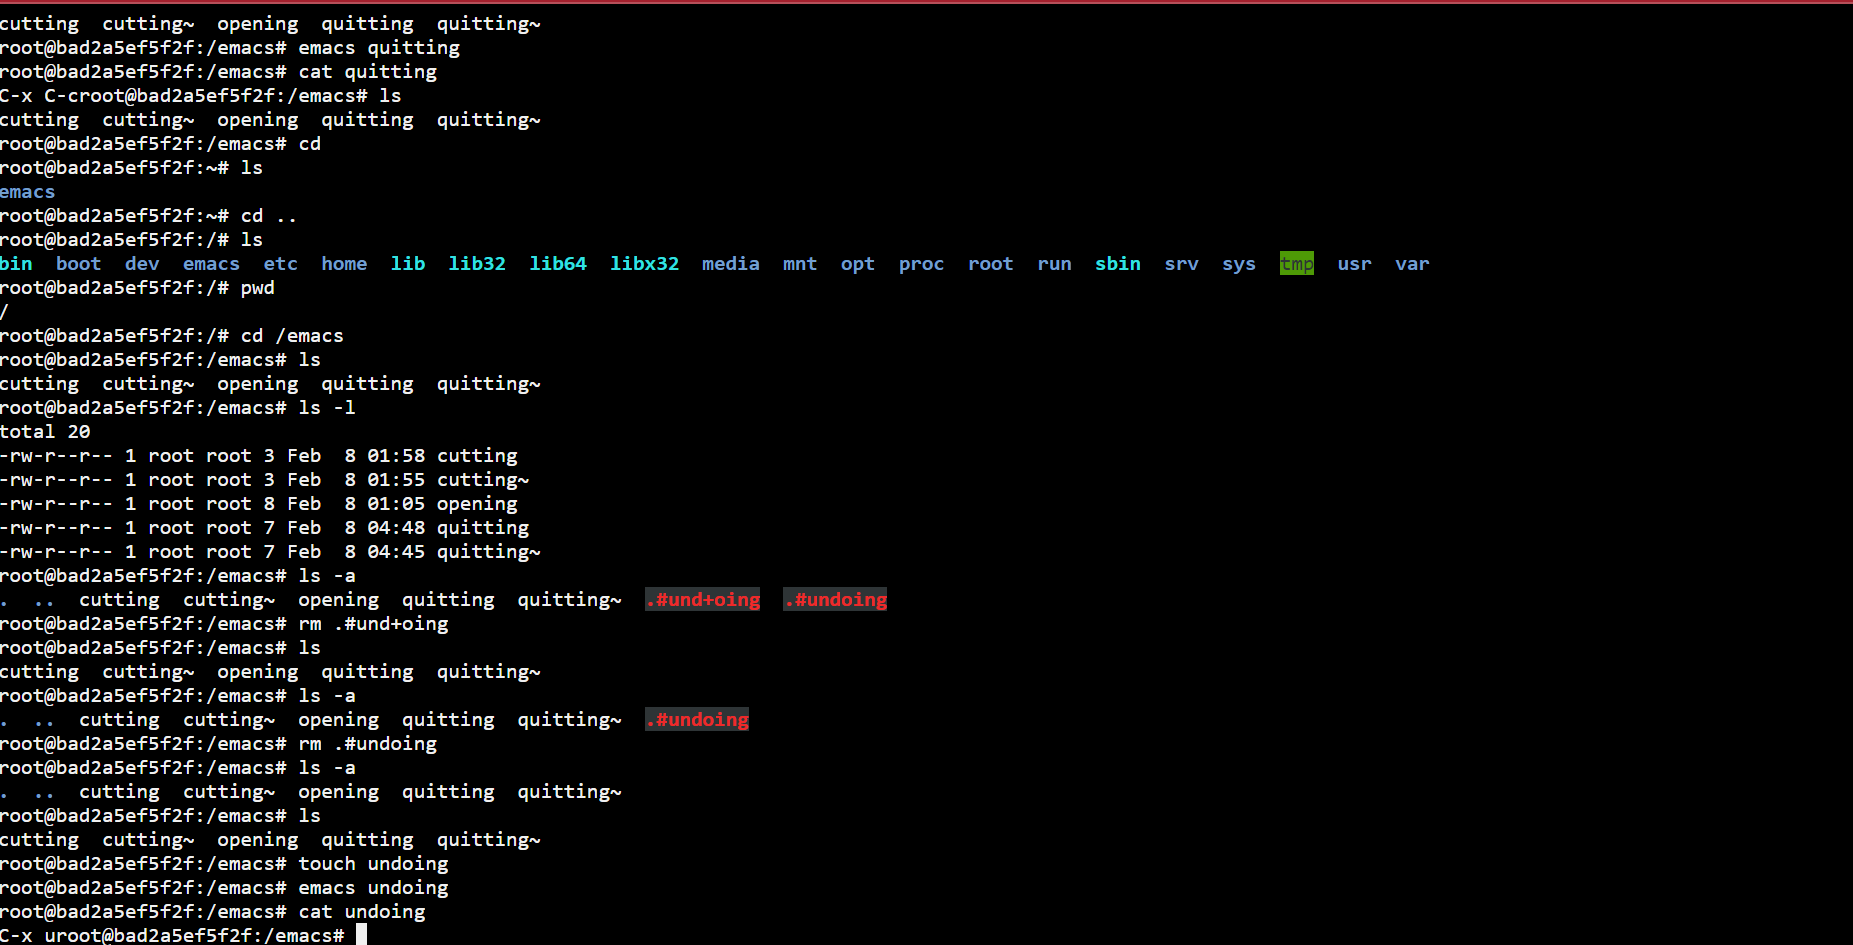 cutting  cutting~  opening  quitting  quitting~
root@bad2a5ef5f2f:/emacs# emacs quitting
root@bad2a5ef5f2f:/emacs# cat quitting
C-x C-croot@bad2a5ef5f2f:/emacs# ls
cutting  cutting~  opening  quitting  quitting~
root@bad2a5ef5f2f:/emacs# cd
root@bad2a5ef5f2f:~# ls
emacs
root@bad2a5ef5f2f:~# cd ..
root@bad2a5ef5f2f:/# ls
bin  boot  dev  emacs  etc  home  lib  lib32  lib64  libx32  media  mnt  opt  proc  root  run  sbin  srv  sys  tmp  usr  var
root@bad2a5ef5f2f:/# pwd
/
root@bad2a5ef5f2f:/# cd /emacs
root@bad2a5ef5f2f:/emacs# ls
cutting  cutting~  opening  quitting  quitting~
root@bad2a5ef5f2f:/emacs# ls -l
total 20
-rw-r--r-- 1 root root 3 Feb  8 01:58 cutting
-rw-r--r-- 1 root root 3 Feb  8 01:55 cutting~
-rw-r--r-- 1 root root 8 Feb  8 01:05 opening
-rw-r--r-- 1 root root 7 Feb  8 04:48 quitting
-rw-r--r-- 1 root root 7 Feb  8 04:45 quitting~
root@bad2a5ef5f2f:/emacs# ls -a
.  ..  cutting  cutting~  opening  quitting  quitting~  .#und+oing  .#undoing
root@bad2a5ef5f2f:/emacs# rm .#und+oing
root@bad2a5ef5f2f:/emacs# ls
cutting  cutting~  opening  quitting  quitting~
root@bad2a5ef5f2f:/emacs# ls -a
.  ..  cutting  cutting~  opening  quitting  quitting~  .#undoing
root@bad2a5ef5f2f:/emacs# rm .#undoing
root@bad2a5ef5f2f:/emacs# ls -a
.  ..  cutting  cutting~  opening  quitting  quitting~
root@bad2a5ef5f2f:/emacs# ls
cutting  cutting~  opening  quitting  quitting~
root@bad2a5ef5f2f:/emacs# touch undoing
root@bad2a5ef5f2f:/emacs# emacs undoing
root@bad2a5ef5f2f:/emacs# cat undoing
C-x uroot@bad2a5ef5f2f:/emacs#